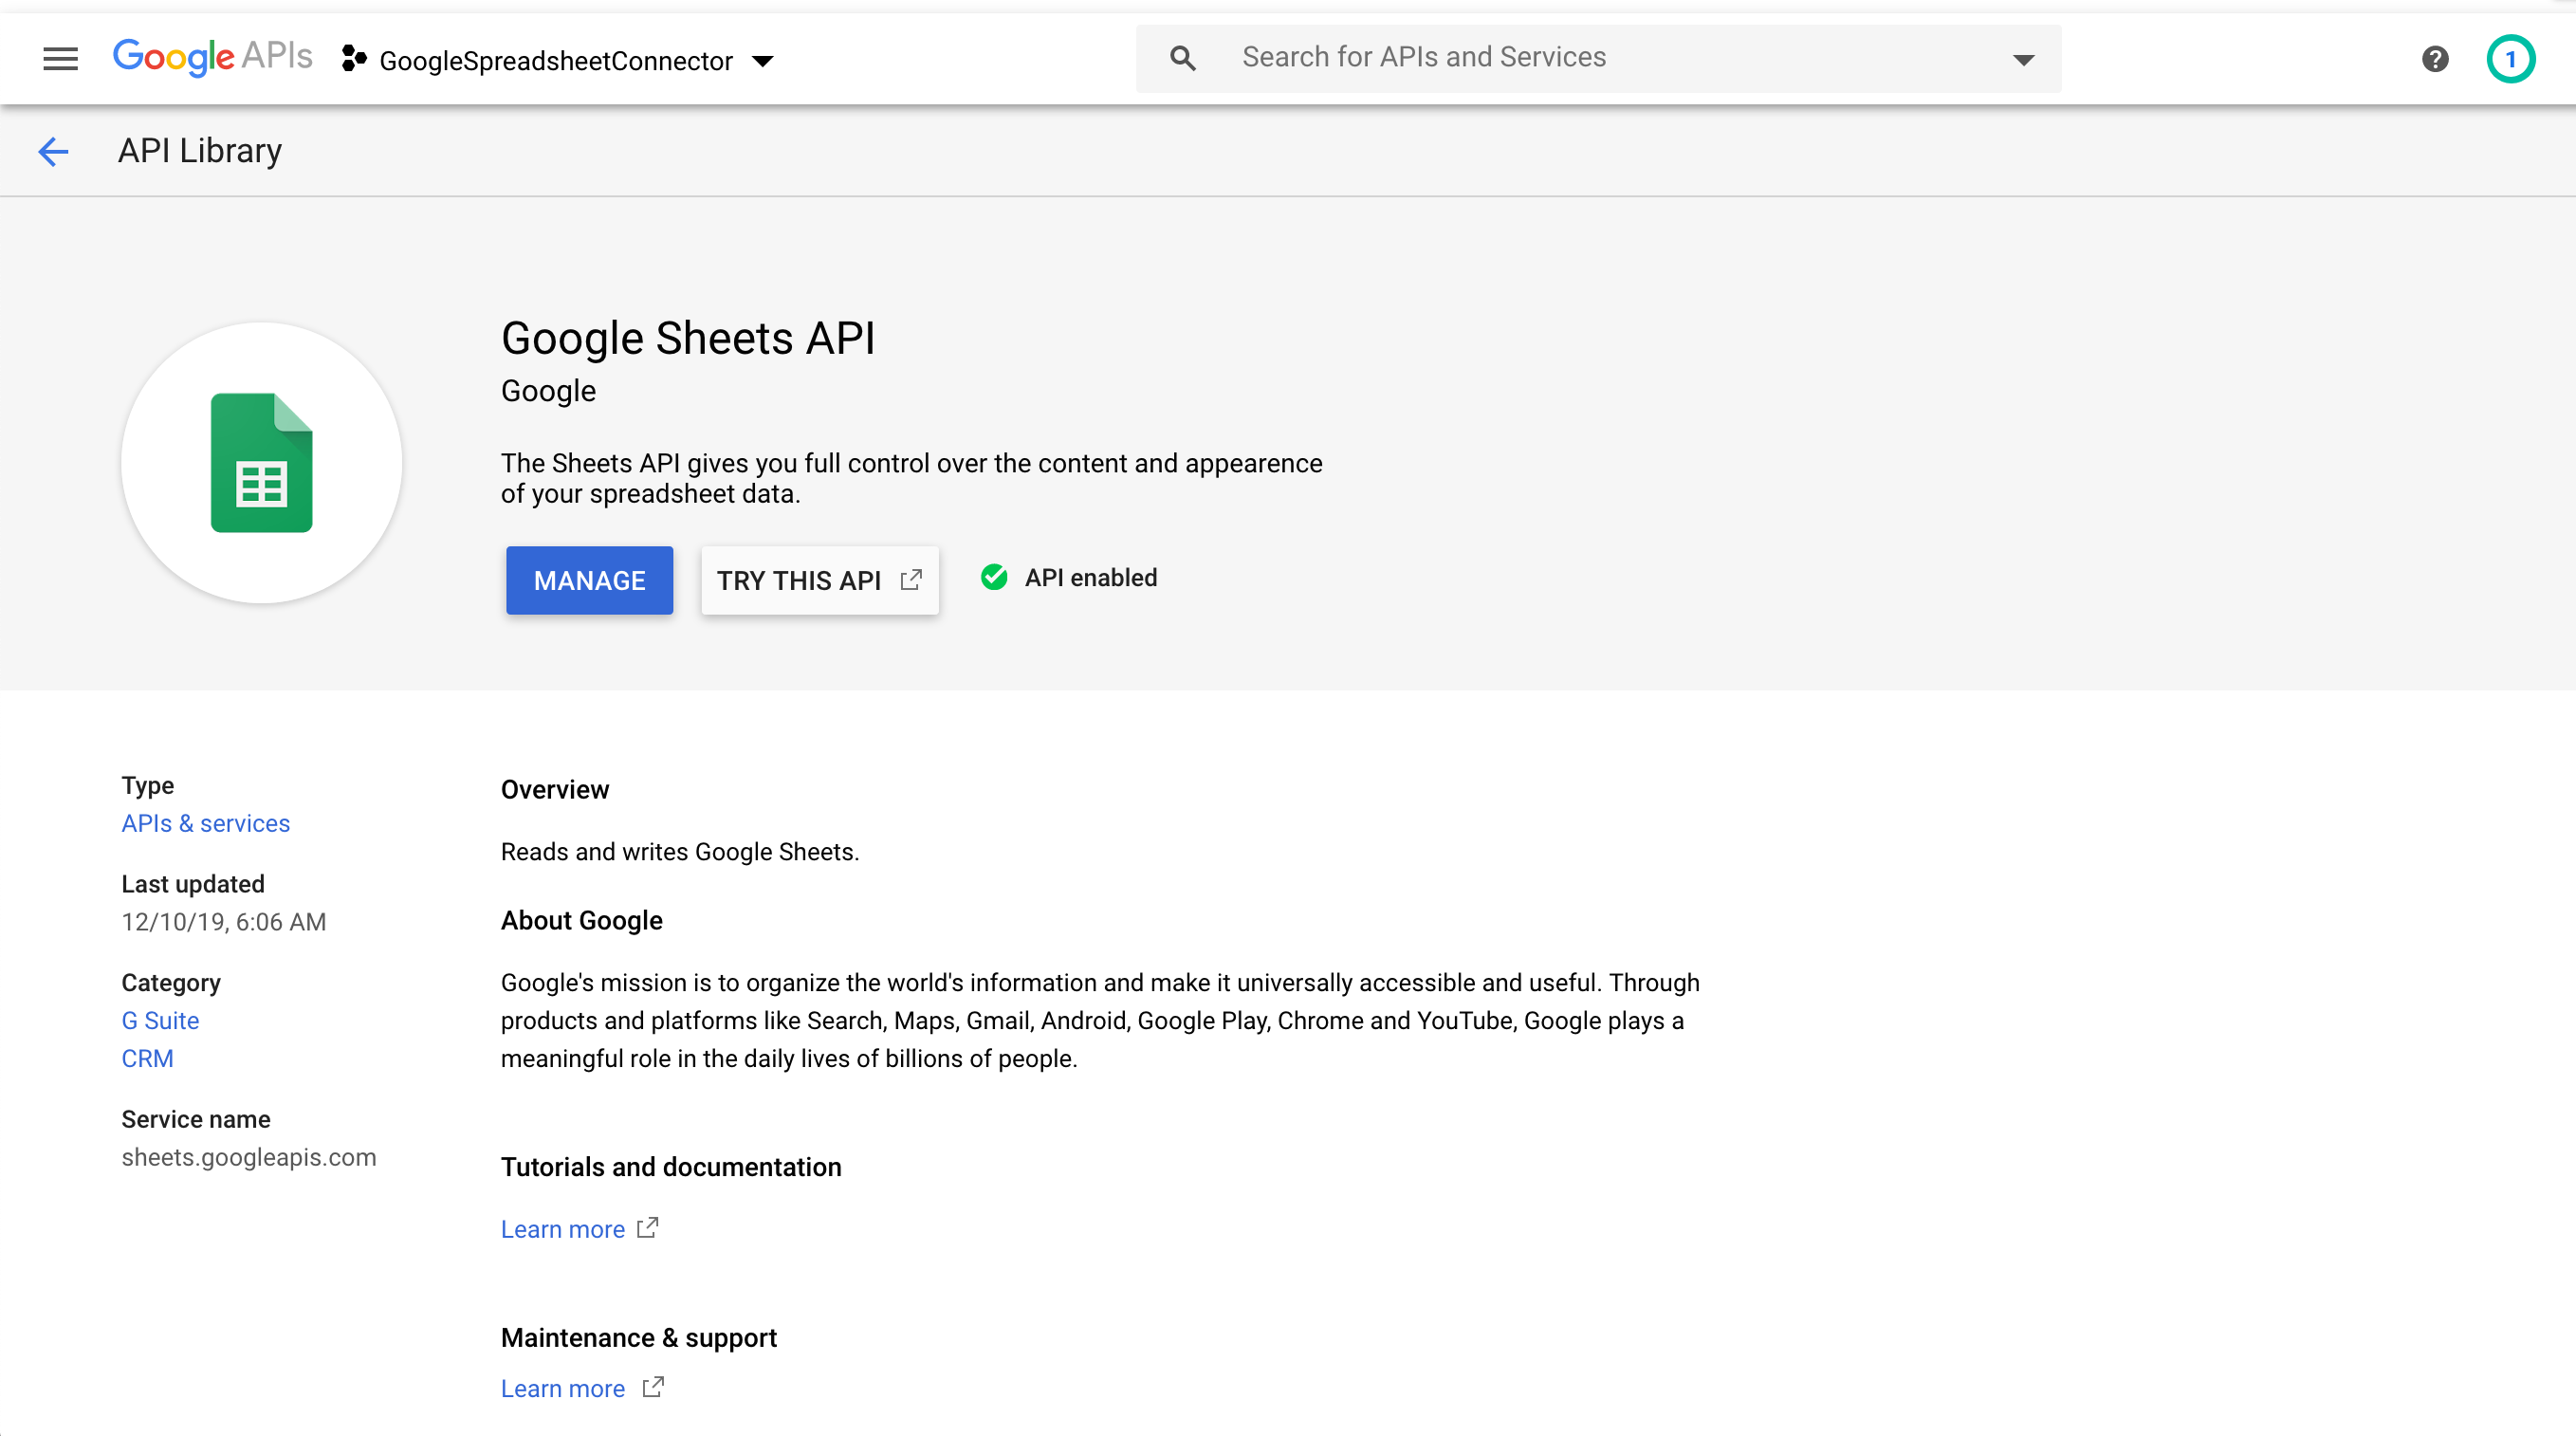 Google APIs
GoogleSpreadsheetConnector
Search for APIs and Services
?
1
API Library
Google Sheets API
Google
The Sheets API gives you full control over the content and appearence
of your spreadsheet data.
MANAGE
TRY THIS API
API enabled
Type
APIs & services
Last updated
12/10/19, 6:06 AM
Category
G Suite
CRM
Service name
sheets.googleapis.com
Overview
Reads and writes Google Sheets.
About Google
Google's mission is to organize the world's information and make it universally accessible and useful. Through
products and platforms like Search, Maps, Gmail, Android, Google Play, Chrome and YouTube, Google plays a
meaningful role in the daily lives of billions of people.
Tutorials and documentation
Learn more
Maintenance & support
Learn more